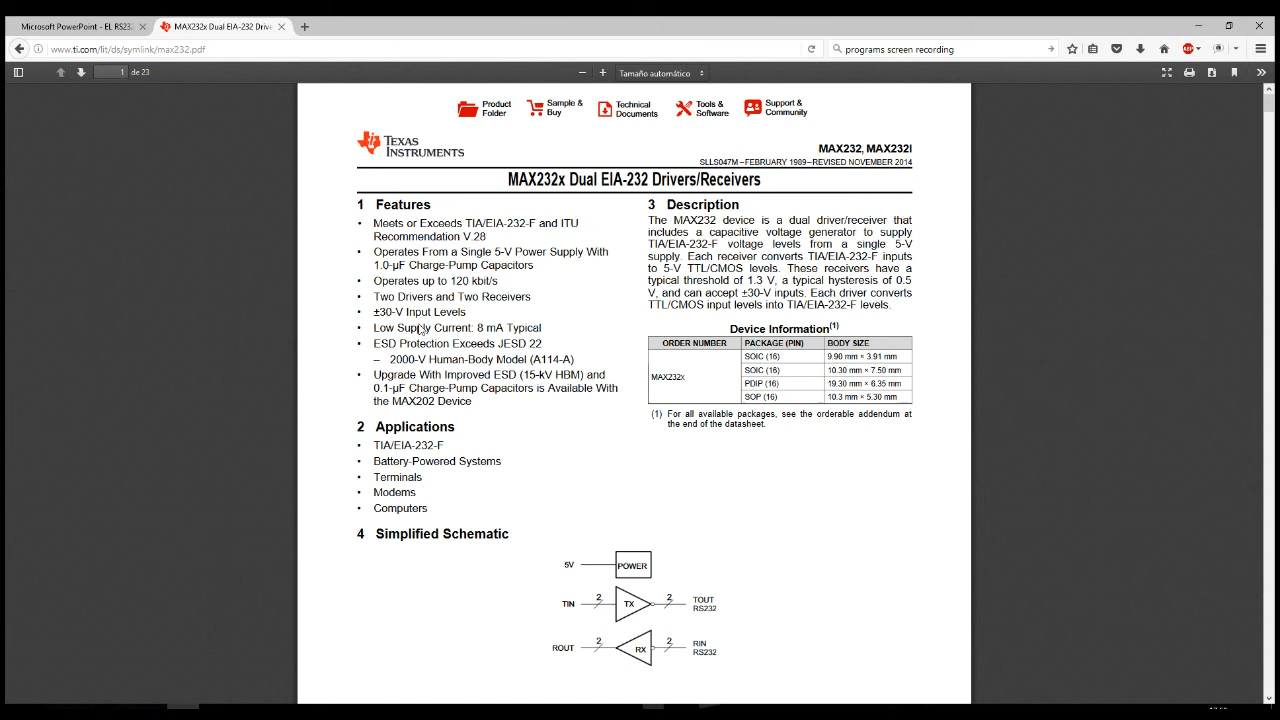 Microsoft PowerPoint - EL RS232
MAX232x Dual EIA-232 Drive
www.ti.com/lit/ds/symlink/max232.pdf
programs screen recording
ABP
1 de 23
Tamaño automático
Product Folder
Sample & Buy
Technical Documents
Tools & Software
Support & Community
TEXAS INSTRUMENTS
MAX232, MAX232I
SLLS047M –FEBRUARY 1989–REVISED NOVEMBER 2014
MAX232x Dual EIA-232 Drivers/Receivers
1 Features
• Meets or Exceeds TIA/EIA-232-F and ITU
Recommendation V.28
• Operates From a Single 5-V Power Supply With
1.0-µF Charge-Pump Capacitors
• Operates up to 120 kbit/s
• Two Drivers and Two Receivers
• ±30-V Input Levels
• Low Supply Current: 8 mA Typical
• ESD Protection Exceeds JESD 22
– 2000-V Human-Body Model (A114-A)
• Upgrade With Improved ESD (15-kV HBM) and
0.1-µF Charge-Pump Capacitors is Available With
the MAX202 Device
2 Applications
• TIA/EIA-232-F
• Battery-Powered Systems
• Terminals
• Modems
• Computers
3 Description
The MAX232 device is a dual driver/receiver that
includes a capacitive voltage generator to supply
TIA/EIA-232-F voltage levels from a single 5-V
supply. Each receiver converts TIA/EIA-232-F inputs
to 5-V TTL/CMOS levels. These receivers have a
typical threshold of 1.3 V, a typical hysteresis of 0.5
V, and can accept ±30-V inputs. Each driver converts
TTL/CMOS input levels into TIA/EIA-232-F levels.
Device Information(1)
ORDER NUMBER PACKAGE (PIN) BODY SIZE
MAX232x
SOIC (16) 9.90 mm × 3.91 mm
SOIC (16) 10.30 mm × 7.50 mm
PDIP (16) 19.30 mm × 6.35 mm
SOP (16) 10.3 mm × 5.30 mm
(1) For all available packages, see the orderable addendum at
the end of the datasheet.
4 Simplified Schematic
5V POWER
TIN 2 TX 2 TOUT
RS232
ROUT 2 RX 2 RIN
RS232